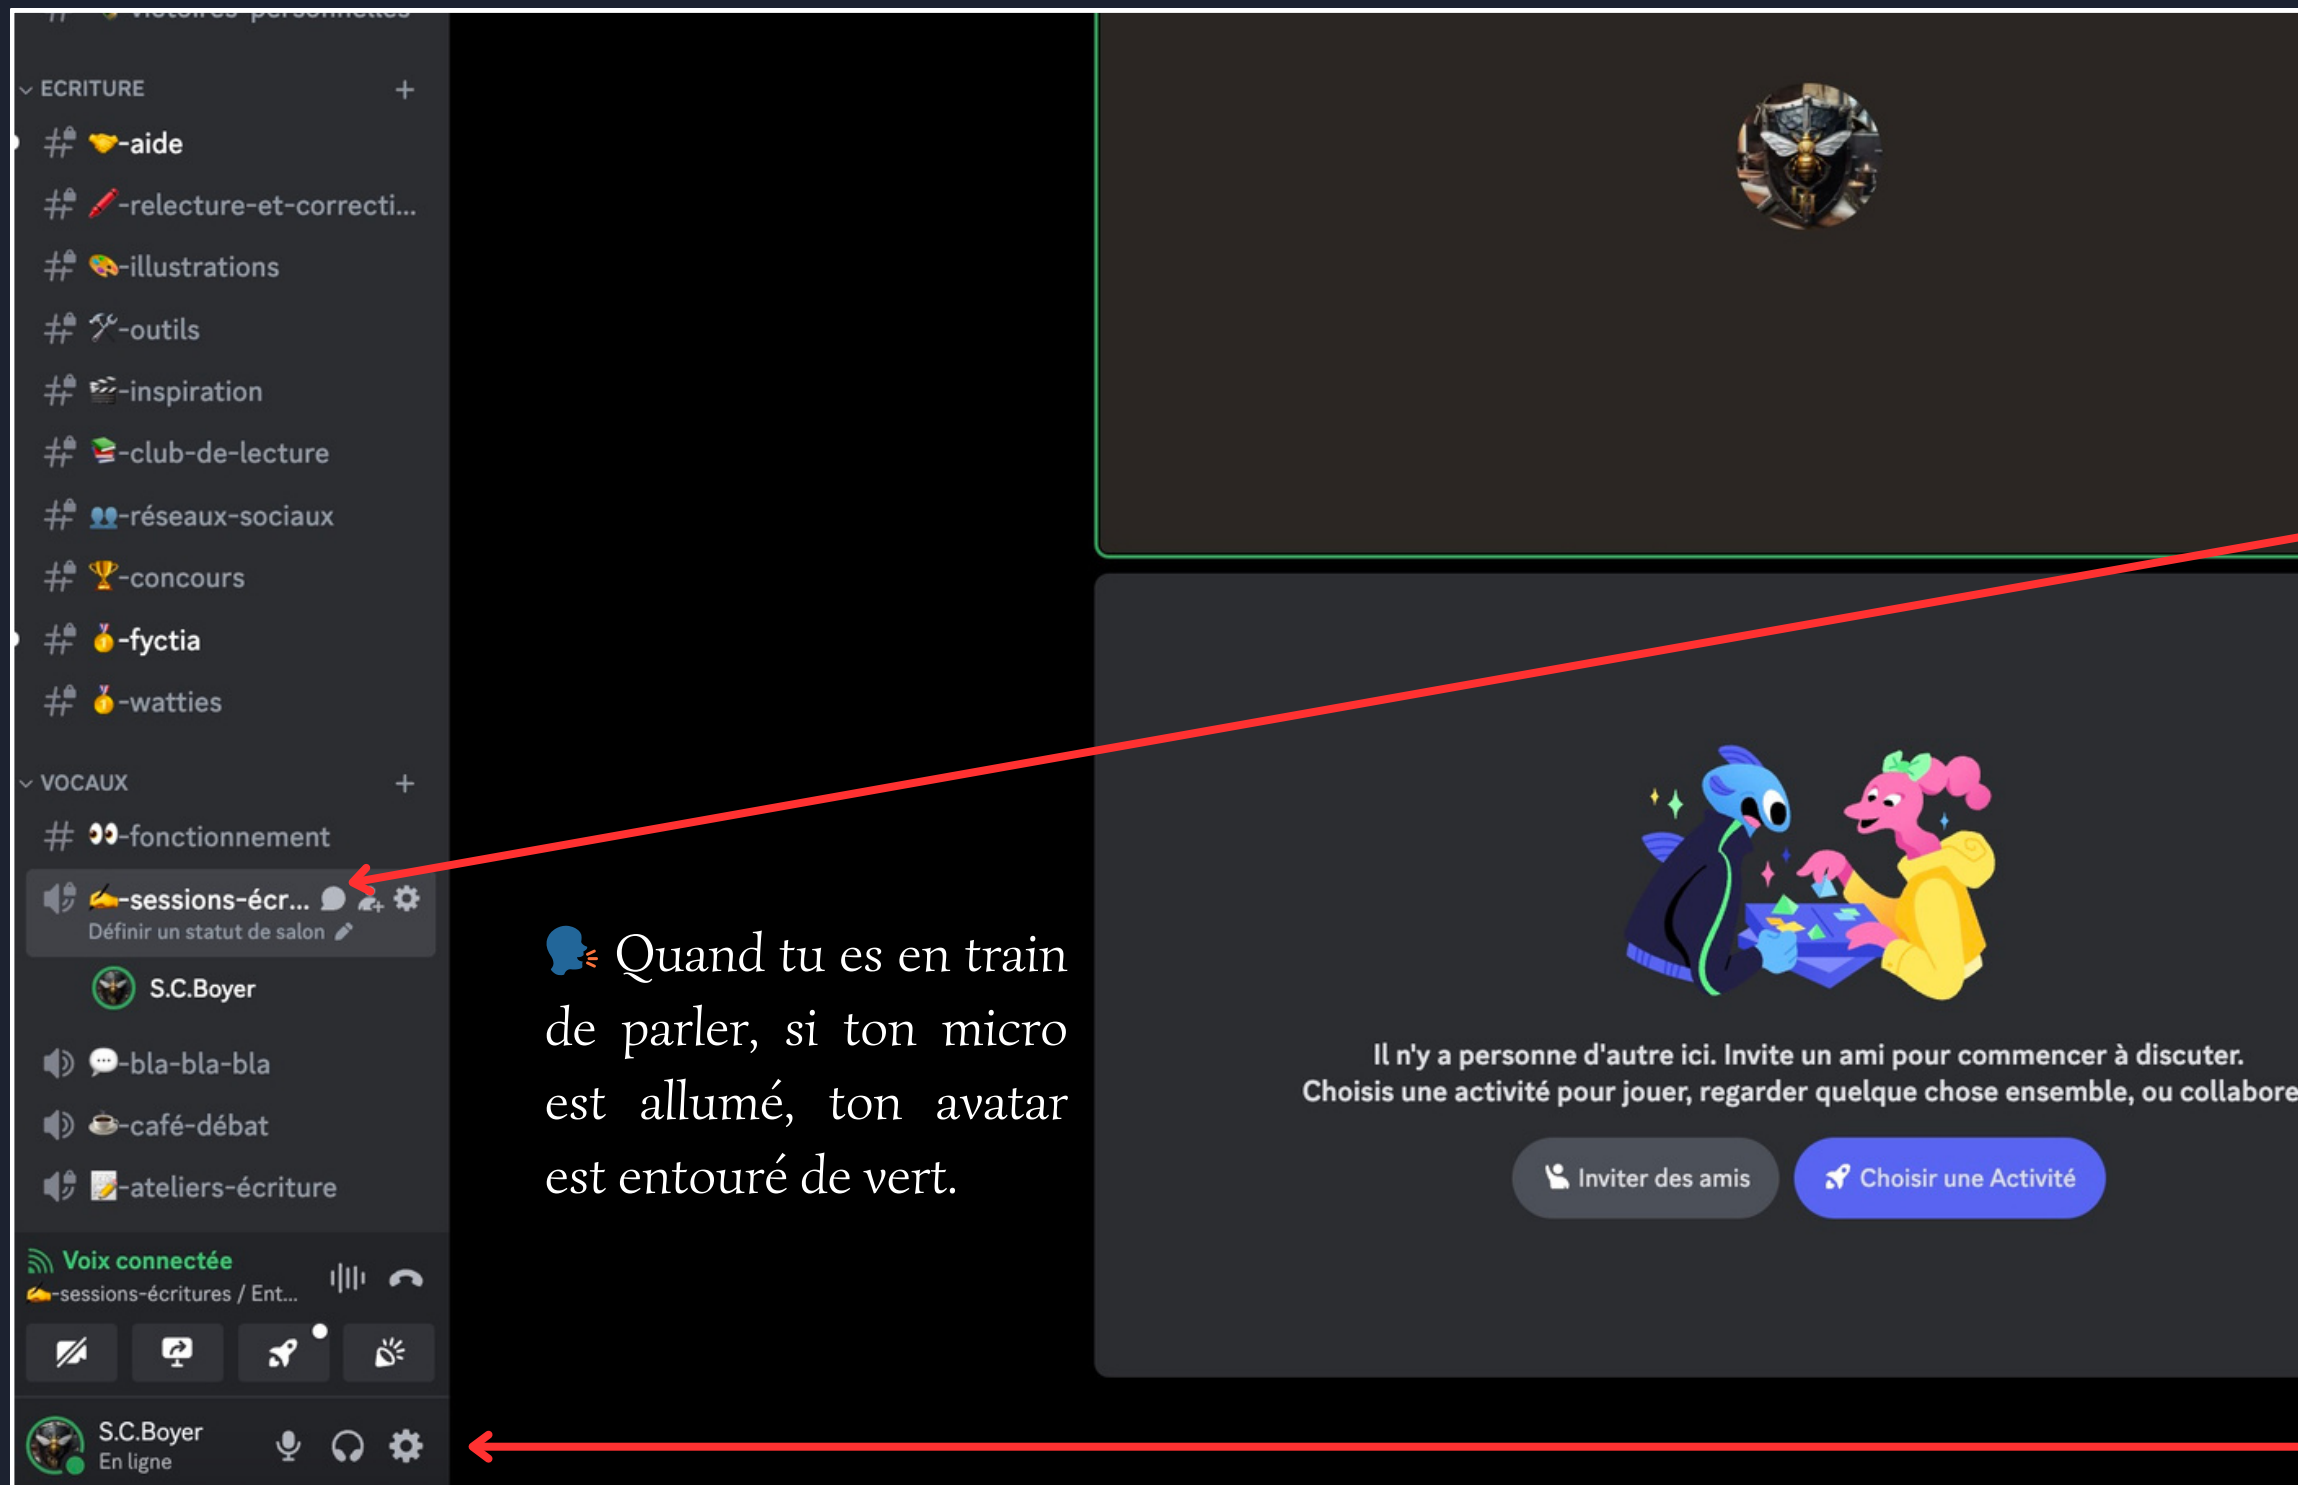 victoires-personnelles
ECRITURE
-aide
-relecture-et-correcti...
-illustrations
-outils
-inspiration
-club-de-lecture
-réseaux-sociaux
-concours
-fyctia
-watties
VOCAUX
-fonctionnement
-sessions-écr...
Définir un statut de salon
S.C.Boyer
-bla-bla-bla
-café-débat
-ateliers-écriture
Voix connectée
-sessions-écritures / Ent...
S.C.Boyer
En ligne
Quand tu es en train
de parler, si ton micro
est allumé, ton avatar
est entouré de vert.
Il n'y a personne d'autre ici. Invite un ami pour commencer à discuter.
Choisis une activité pour jouer, regarder quelque chose ensemble, ou collabore
Inviter des amis
Choisir une Activité